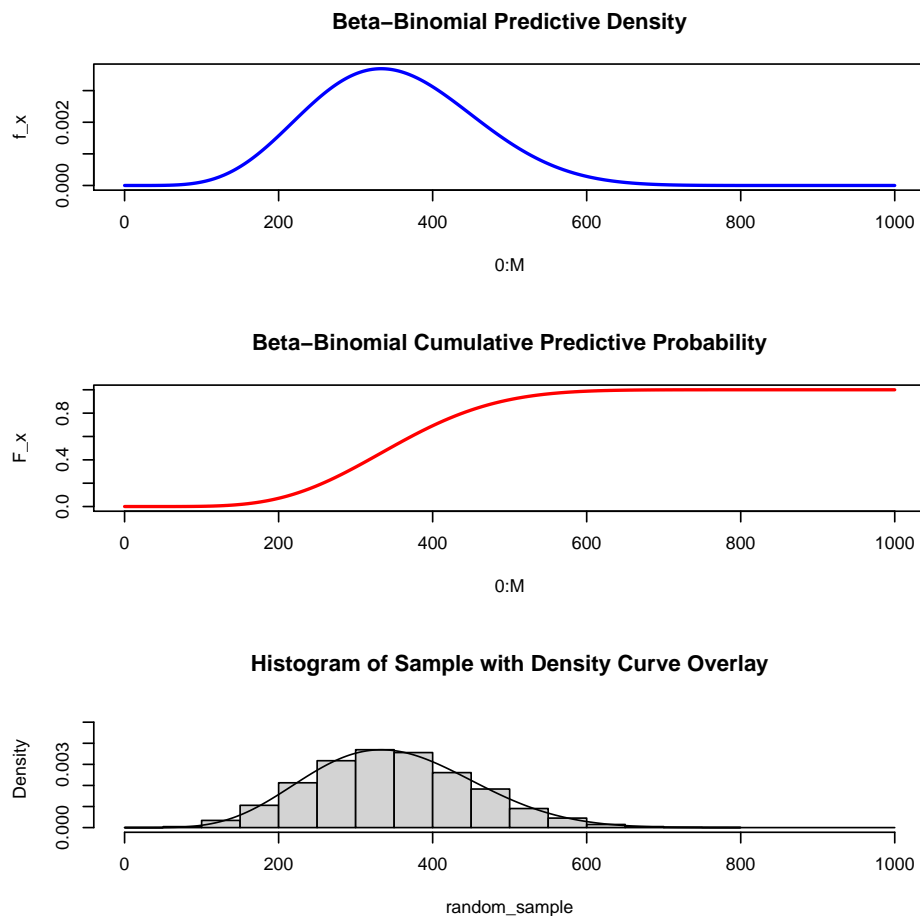 Beta−Binomial Predictive Density
f_x
0.000 0.002
0 200 400 600 800 1000
0:M
Beta−Binomial Cumulative Predictive Probability
F_x
0.0 0.4 0.8
0 200 400 600 800 1000
0:M
Histogram of Sample with Density Curve Overlay
Density
0.000 0.003
0 200 400 600 800 1000
random_sample